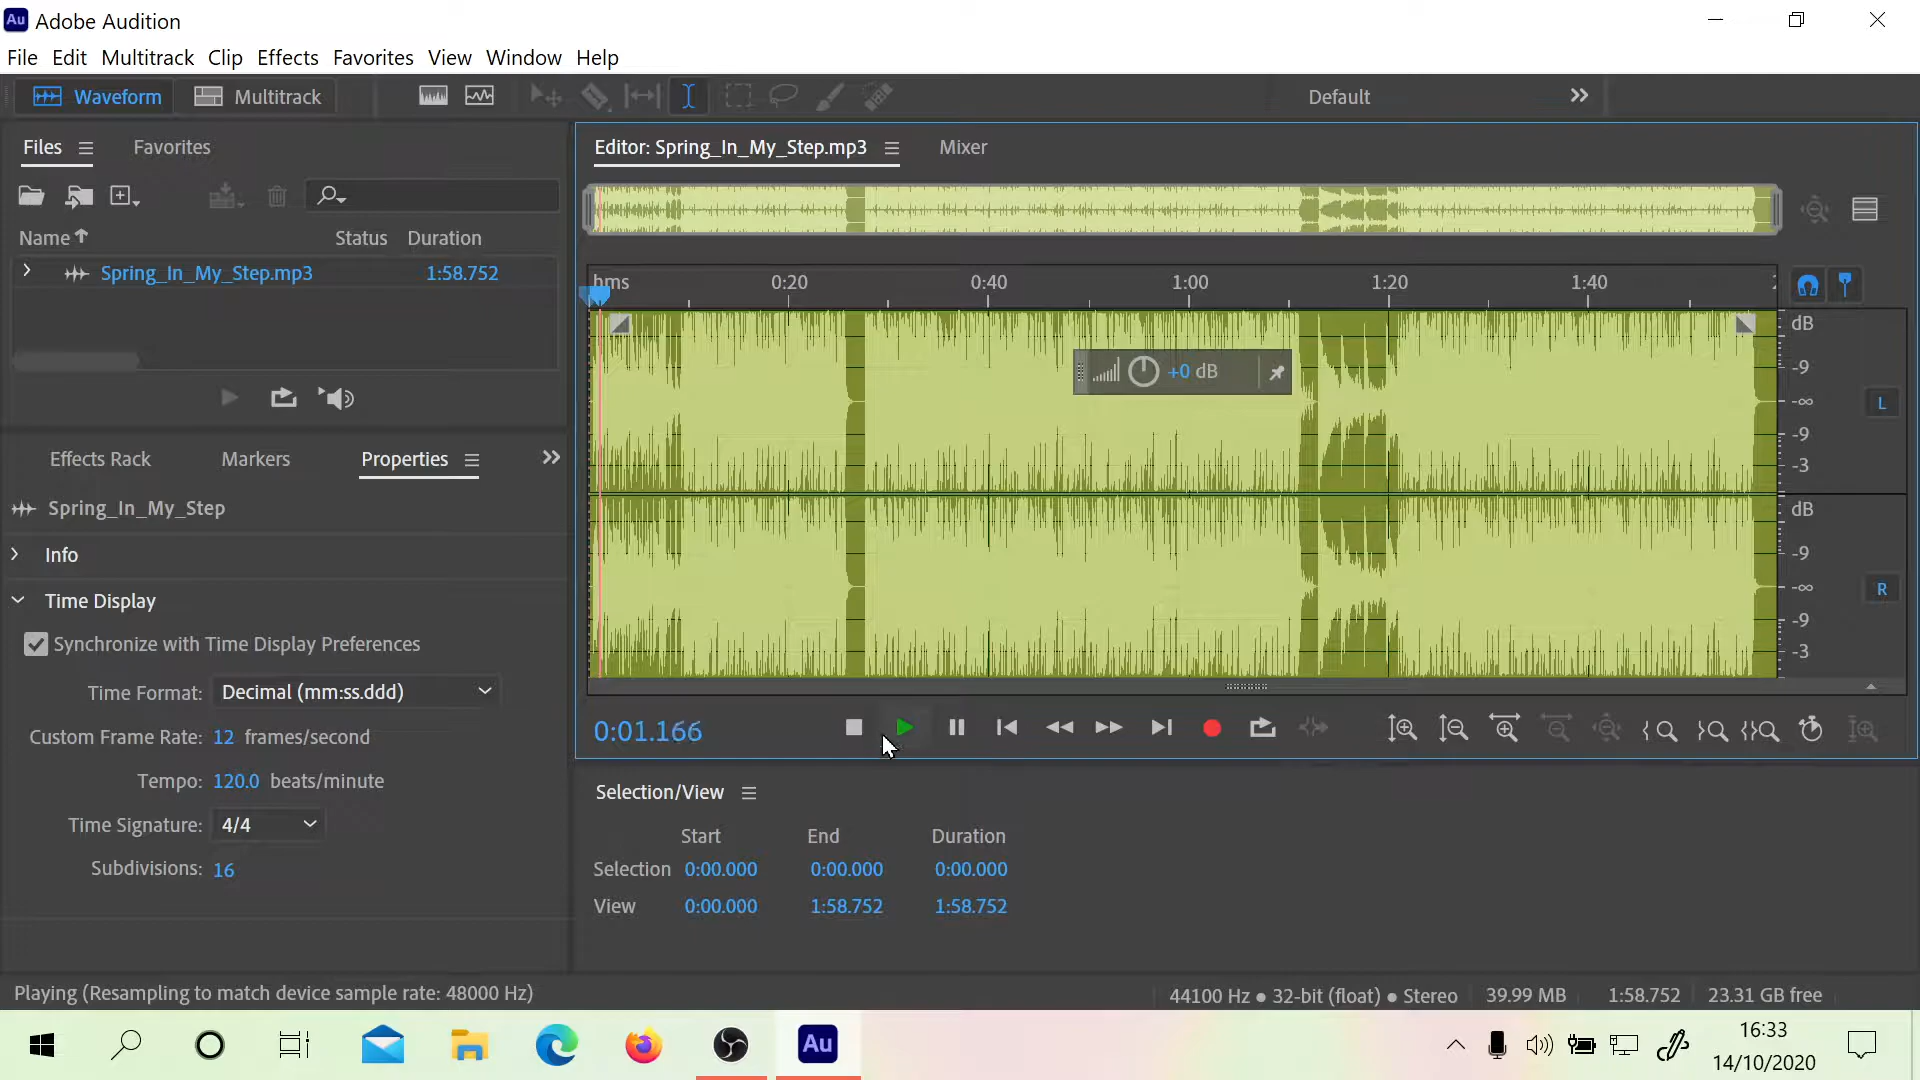 Au Adobe Audition
File Edit Multitrack Clip Effects Favorites View Window Help
Waveform Multitrack Default
Files Favorites
Editor: Spring_In_My_Step.mp3 Mixer
Name Status Duration
Spring_In_My_Step.mp3 1:58.752
hms 0:20 0:40 1:00 1:20 1:40
dB
+0 dB
-9
-∞
-9
-3
L
dB
-9
-∞
-9
-3
R
Effects Rack Markers Properties
Spring_In_My_Step
Info
Time Display
Synchronize with Time Display Preferences
Time Format: Decimal (mm:ss.ddd)
Custom Frame Rate: 12 frames/second
Tempo: 120.0 beats/minute
Time Signature: 4/4
Subdivisions: 16
0:01.166
Selection/View
Start End Duration
Selection 0:00.000 0:00.000 0:00.000
View 0:00.000 1:58.752 1:58.752
Playing (Resampling to match device sample rate: 48000 Hz)
44100 Hz ● 32-bit (float) ● Stereo 39.99 MB 1:58.752 23.31 GB free
Au
16:33
14/10/2020